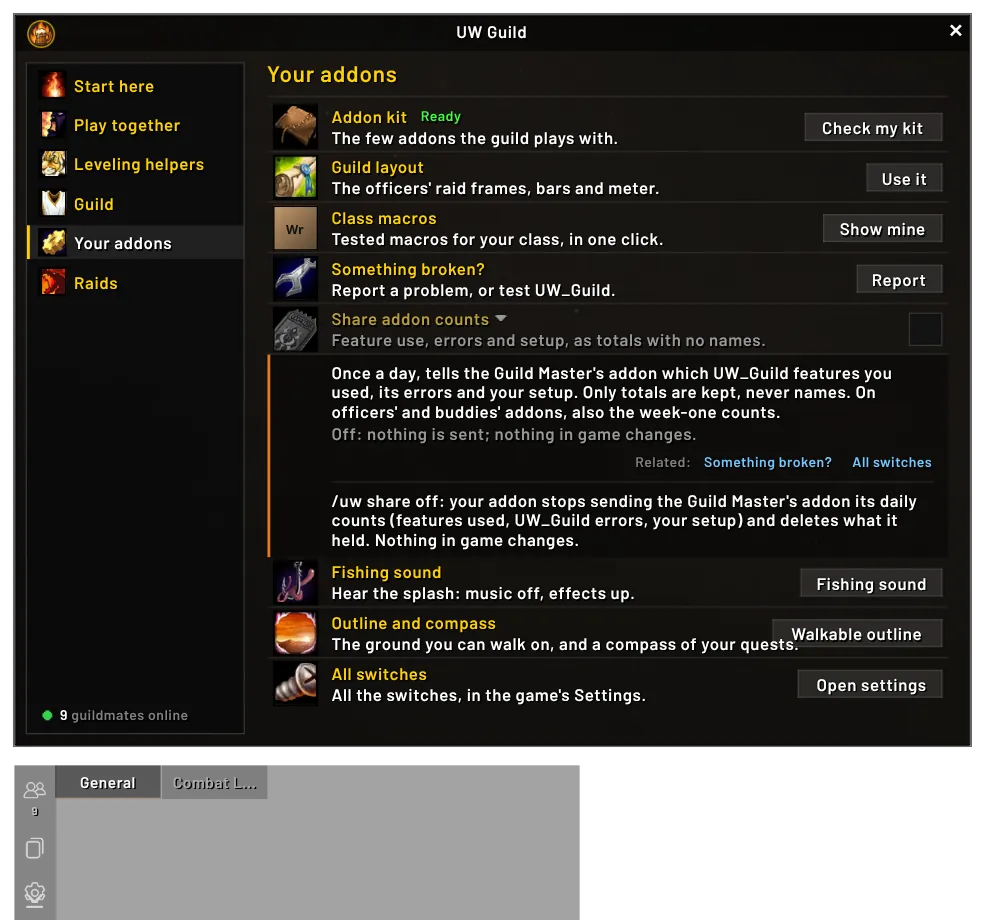 UW Guild
Start here
Play together
Leveling helpers
Guild
Your addons
Raids
9 guildmates online
Your addons
Addon kit Ready
The few addons the guild plays with.
Check my kit
Guild layout
The officers' raid frames, bars and meter.
Use it
Wr
Class macros
Tested macros for your class, in one click.
Show mine
Something broken?
Report a problem, or test UW_Guild.
Report
Share addon counts
Feature use, errors and setup, as totals with no names.
Once a day, tells the Guild Master's addon which UW_Guild features you
used, its errors and your setup. Only totals are kept, never names. On
officers' and buddies' addons, also the week-one counts.
Off: nothing is sent; nothing in game changes.
Related: Something broken? All switches
/uw share off: your addon stops sending the Guild Master's addon its daily
counts (features used, UW_Guild errors, your setup) and deletes what it
held. Nothing in game changes.
Fishing sound
Hear the splash: music off, effects up.
Fishing sound
Outline and compass
The ground you can walk on, and a compass of your quests.
Walkable outline
All switches
All the switches, in the game's Settings.
Open settings
General
Combat L...
9